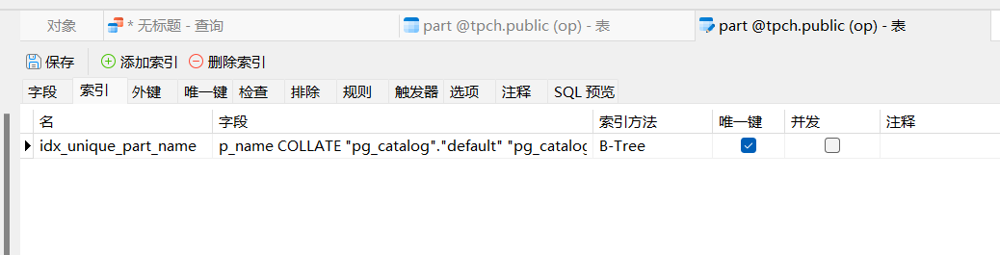 对象 * 无标题 - 查询 part @tpch.public (op) - 表 part @tpch.public (op) - 表
保存 添加索引 删除索引
字段 索引 外键 唯一键 检查 排除 规则 触发器 选项 注释 SQL 预览
名 字段 索引方法 唯一键 并发 注释
idx_unique_part_name p_name COLLATE "pg_catalog"."default" "pg_catalog B-Tree